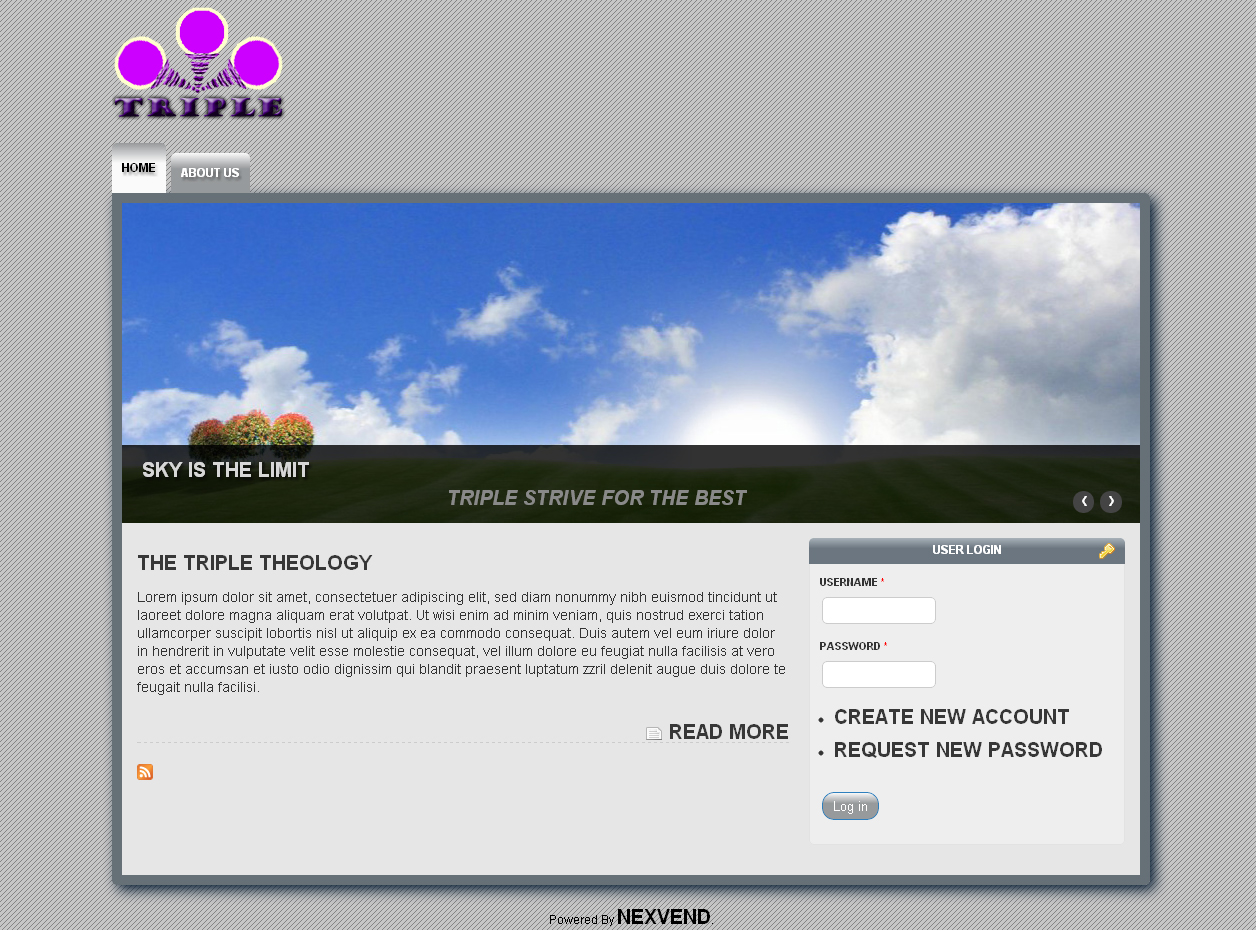 TRIPLE
HOME
ABOUT US
SKY IS THE LIMIT
TRIPLE STRIVE FOR THE BEST
THE TRIPLE THEOLOGY
Lorem ipsum dolor sit amet, consectetuer adipiscing elit, sed diam nonummy nibh euismod tincidunt ut
laoreet dolore magna aliquam erat volutpat. Ut wisi enim ad minim veniam, quis nostrud exerci tation
ullamcorper suscipit lobortis nisl ut aliquip ex ea commodo consequat. Duis autem vel eum iriure dolor
in hendrerit in vulputate velit esse molestie consequat, vel illum dolore eu feugiat nulla facilisis at vero
eros et accumsan et iusto odio dignissim qui blandit praesent luptatum zzril delenit augue duis dolore te
feugait nulla facilisi.
READ MORE
USER LOGIN
USERNAME *
PASSWORD *
• CREATE NEW ACCOUNT
• REQUEST NEW PASSWORD
Log in
Powered By NEXVEND.